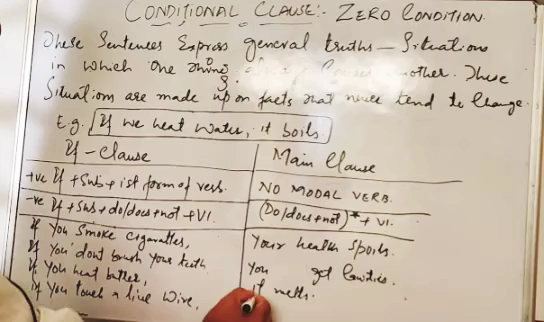 CONDITIONAL CLAUSE:- ZERO CONDITION.
These Sentences Express general truths – Situations
in which one thing always Causes another. These
Situations are made up on facts that never tend to Change.
E.g. If we heat water, it boils.
If – Clause Main Clause
+ve If + Sub + 1st form of verb. NO MODAL VERB.
-ve If + Sub + do/does + not + V1. (Do/does + not)* + V1.
If You Smoke cigarattes, Your health Spoils.
If You don't brush your teeth You get Cavities.
If You heat butter, it melts.
if You touch a live Wire,